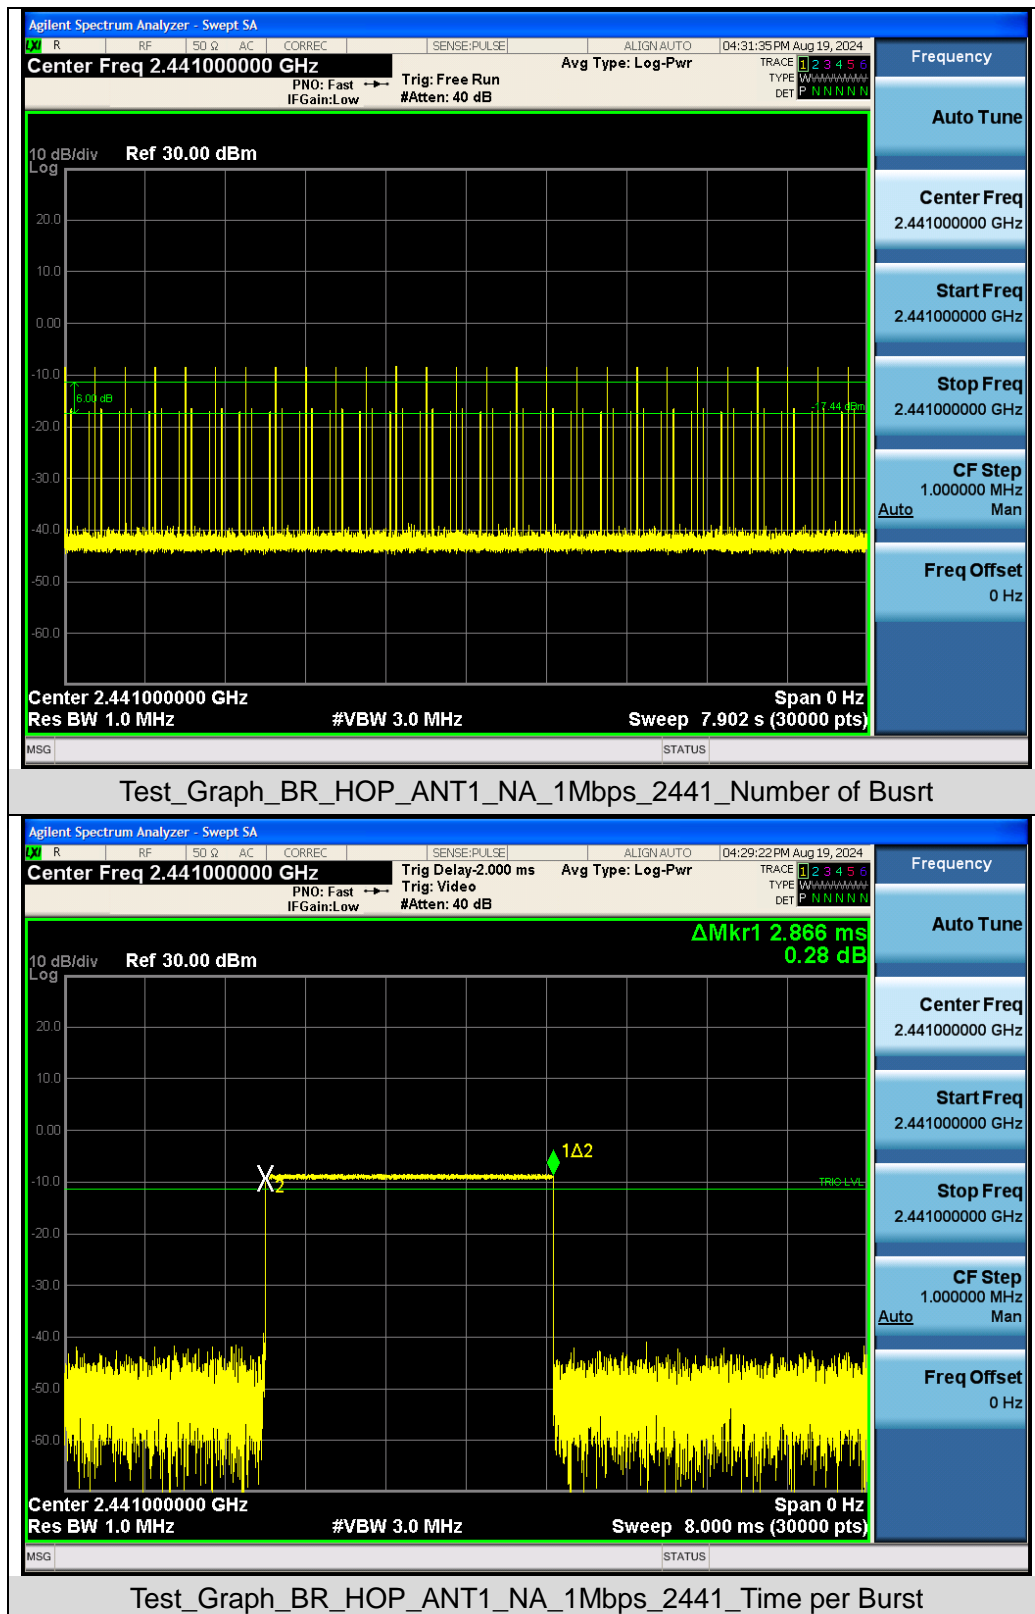 Agilent Spectrum Analyzer - Swept SA
LXI R RF 50 Ω AC CORREC SENSE:PULSE ALIGN AUTO 04:31:35 PM Aug 19, 2024
Center Freq 2.441000000 GHz
PNO: Fast
IFGain:Low
Trig: Free Run
#Atten: 40 dB
Avg Type: Log-Pwr
TRACE 1 2 3 4 5 6
TYPE WWWWWW
DET P N N N N N
10 dB/div Ref 30.00 dBm
Log
20.0
10.0
0.00
-10.0
6.00 dB
-17.44 dBm
-20.0
-30.0
-40.0
-50.0
-60.0
Center 2.441000000 GHz Span 0 Hz
Res BW 1.0 MHz #VBW 3.0 MHz Sweep 7.902 s (30000 pts)
MSG STATUS
Frequency
Auto Tune
Center Freq
2.441000000 GHz
Start Freq
2.441000000 GHz
Stop Freq
2.441000000 GHz
CF Step
1.000000 MHz
Auto Man
Freq Offset
0 Hz
Test_Graph_BR_HOP_ANT1_NA_1Mbps_2441_Number of Busrt
Agilent Spectrum Analyzer - Swept SA
LXI R RF 50 Ω AC CORREC SENSE:PULSE ALIGN AUTO 04:29:22 PM Aug 19, 2024
Center Freq 2.441000000 GHz
PNO: Fast
IFGain:Low
Trig Delay-2.000 ms
Trig: Video
#Atten: 40 dB
Avg Type: Log-Pwr
TRACE 1 2 3 4 5 6
TYPE WWWWWW
DET P N N N N N
ΔMkr1 2.866 ms
0.28 dB
10 dB/div Ref 30.00 dBm
Log
20.0
10.0
0.00
1Δ2
-10.0
X2
TRIG LVL
-20.0
-30.0
-40.0
-50.0
-60.0
Center 2.441000000 GHz Span 0 Hz
Res BW 1.0 MHz #VBW 3.0 MHz Sweep 8.000 ms (30000 pts)
MSG STATUS
Frequency
Auto Tune
Center Freq
2.441000000 GHz
Start Freq
2.441000000 GHz
Stop Freq
2.441000000 GHz
CF Step
1.000000 MHz
Auto Man
Freq Offset
0 Hz
Test_Graph_BR_HOP_ANT1_NA_1Mbps_2441_Time per Burst